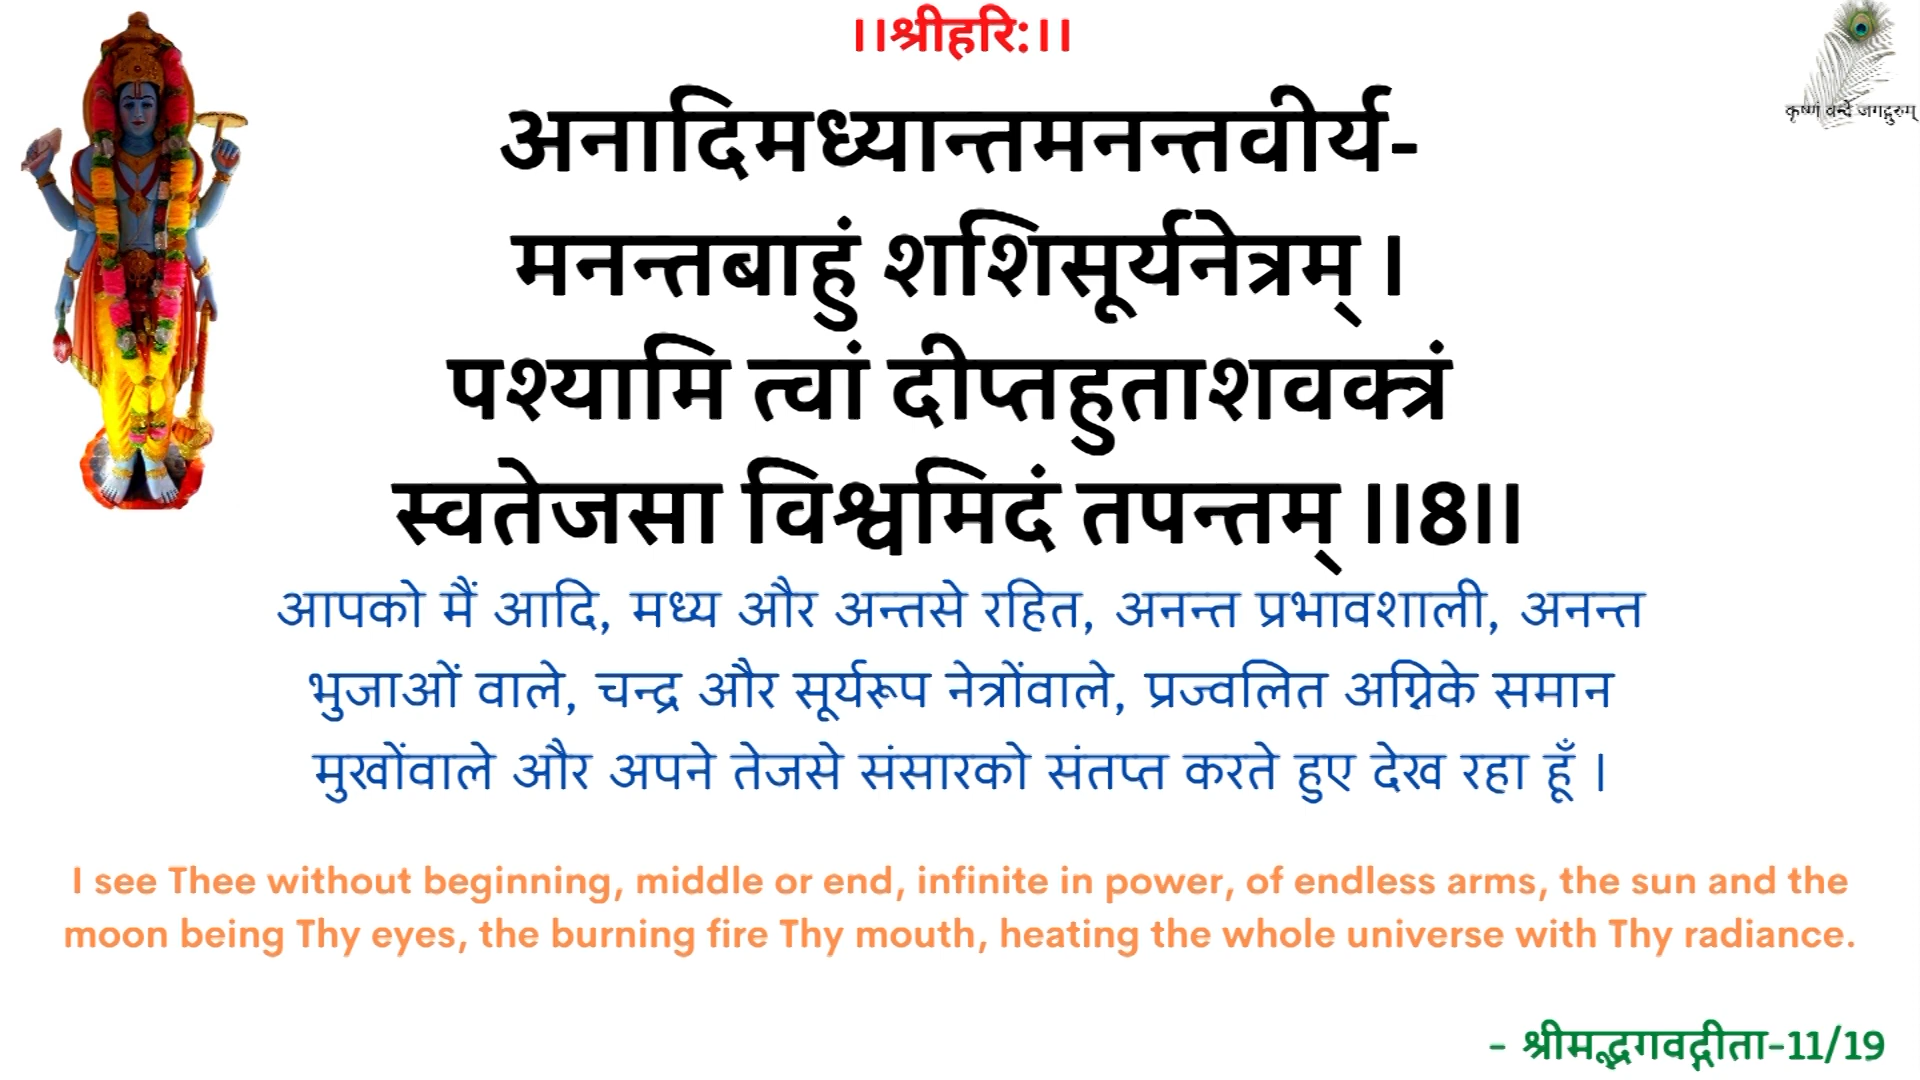 ।।श्रीहरि:।।
कृष्णं वन्दे जगद्गुरुम्
अनादिमध्यान्तमनन्तवीर्य-
मनन्तबाहुं शशिसूर्यनेत्रम् ।
पश्यामि त्वां दीप्तहुताशवक्त्रं
स्वतेजसा विश्वमिदं तपन्तम् ।।8।।
आपको मैं आदि, मध्य और अन्तसे रहित, अनन्त प्रभावशाली, अनन्त
भुजाओं वाले, चन्द्र और सूर्यरूप नेत्रोंवाले, प्रज्वलित अग्निके समान
मुखोंवाले और अपने तेजसे संसारको संतप्त करते हुए देख रहा हूँ ।
I see Thee without beginning, middle or end, infinite in power, of endless arms, the sun and the
moon being Thy eyes, the burning fire Thy mouth, heating the whole universe with Thy radiance.
- श्रीमद्भगवद्गीता-11/19